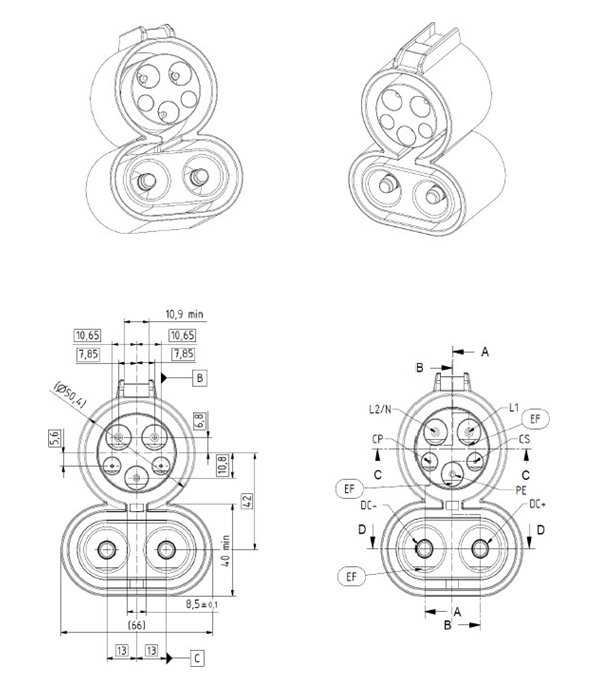 10,9 min
10,65
10,65
7,85
7,85
B
(Ø50,4)
6,8
5,6
10,8
42
40 min
8,5±0,1
(66)
13
13
C
A
B
L2/N
L1
EF
CP
CS
C
C
EF
PE
DC-
DC+
D
D
EF
A
B